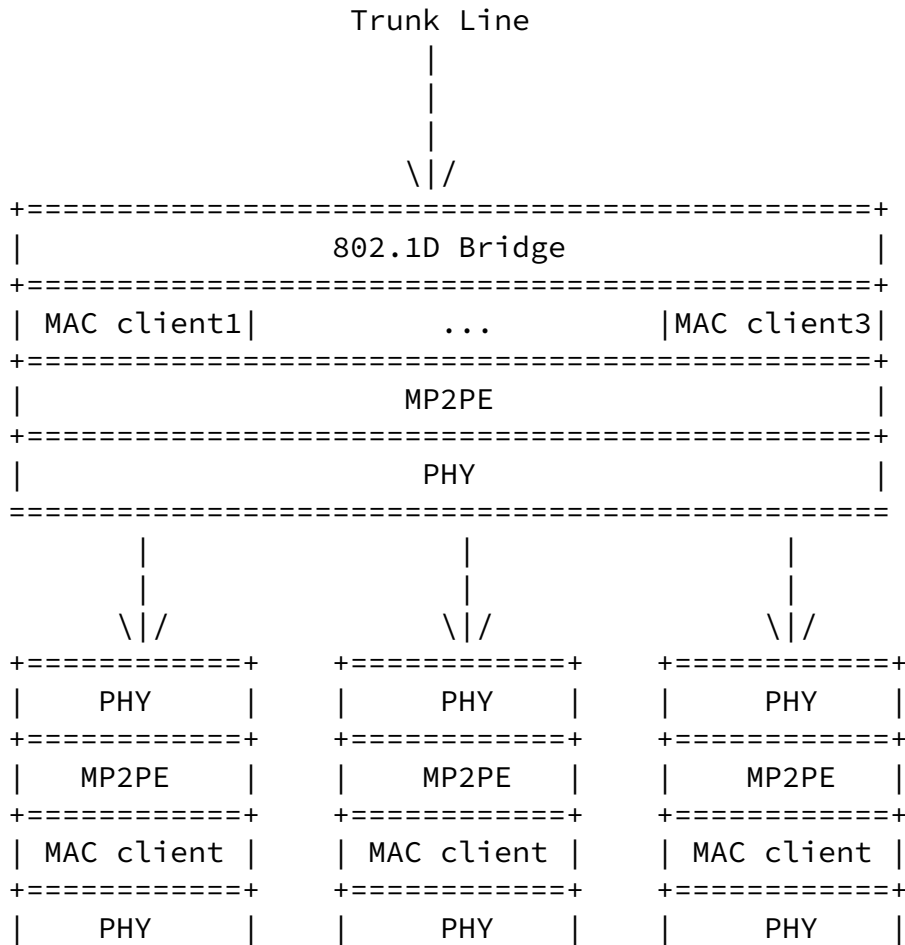 Trunk Line
802.1D Bridge
MAC client1 ... MAC client3
MP2PE
PHY
PHY PHY PHY
MP2PE MP2PE MP2PE
MAC client MAC client MAC client
PHY PHY PHY